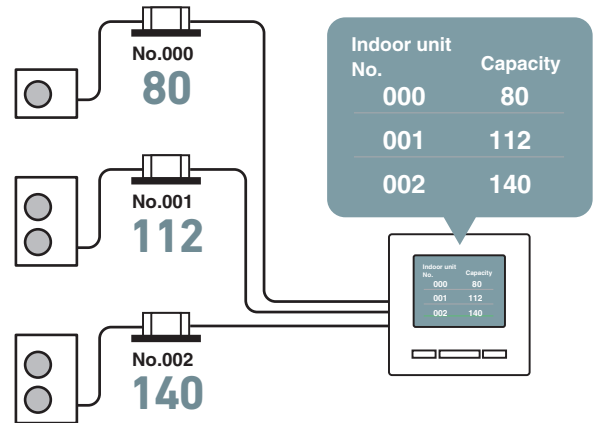 No.000
80
No.001
112
No.002
140
Indoor unit
No. Capacity
000 80
001 112
002 140
Indoor unit
No. Capacity
000 80
001 112
002 140